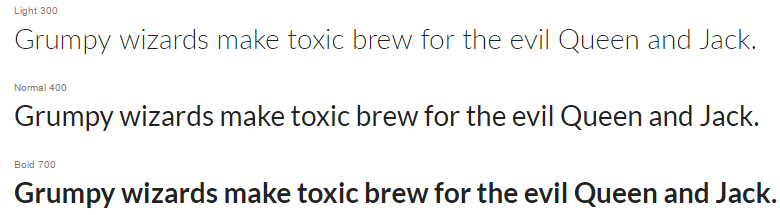 Light 300
Grumpy wizards make toxic brew for the evil Queen and Jack.
Normal 400
Grumpy wizards make toxic brew for the evil Queen and Jack.
Bold 700
Grumpy wizards make toxic brew for the evil Queen and Jack.